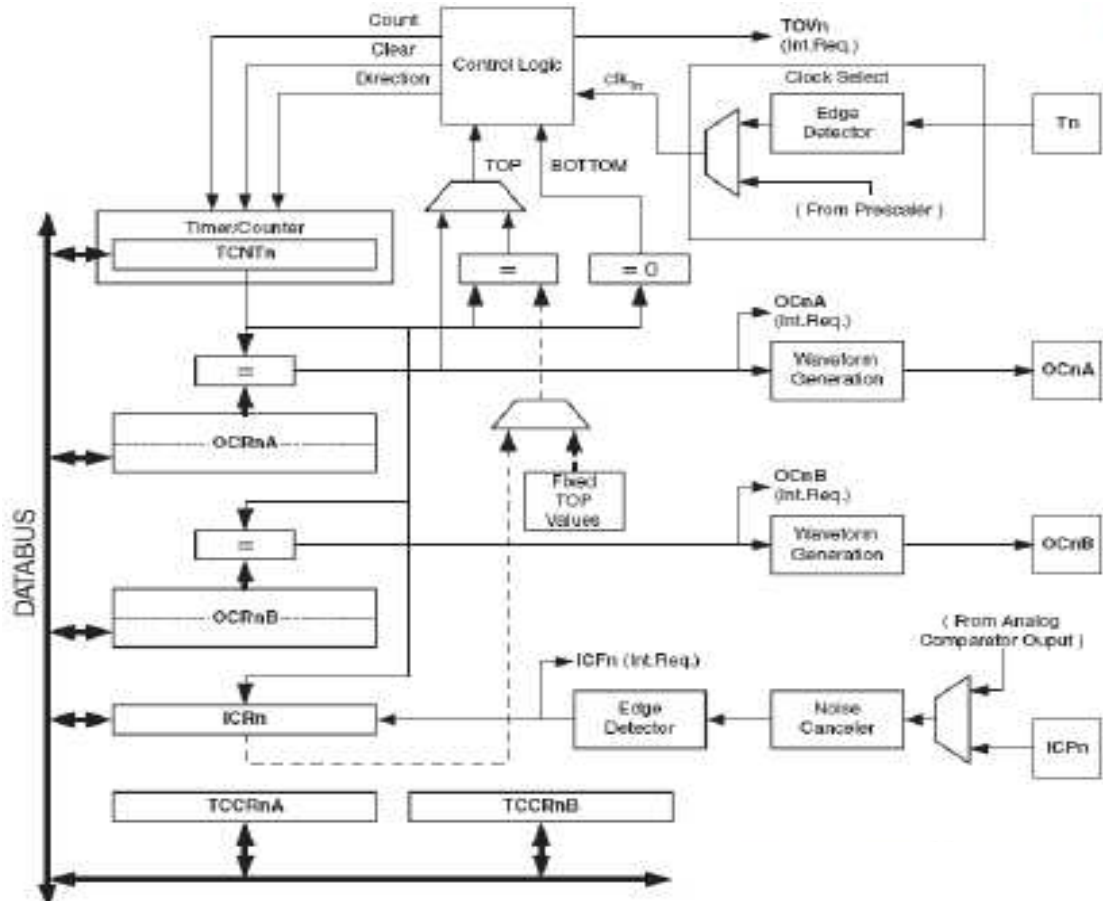 Count
Clear
Direction
Control Logic
TOVn
(Int.Req.)
clkTn
Clock Select
Edge
Detector
Tn
( From Prescaler )
TOP
BOTTOM
Timer/Counter
TCNTn
=
= 0
OCnA
(Int.Req.)
=
Waveform
Generation
OCnA
OCRnA
Fixed
TOP
Values
OCnB
(Int.Req.)
=
Waveform
Generation
OCnB
OCRnB
DATABUS
( From Analog
Comparator Ouput )
ICFn (Int.Req.)
ICRn
Edge
Detector
Noise
Canceler
ICPn
TCCRnA
TCCRnB